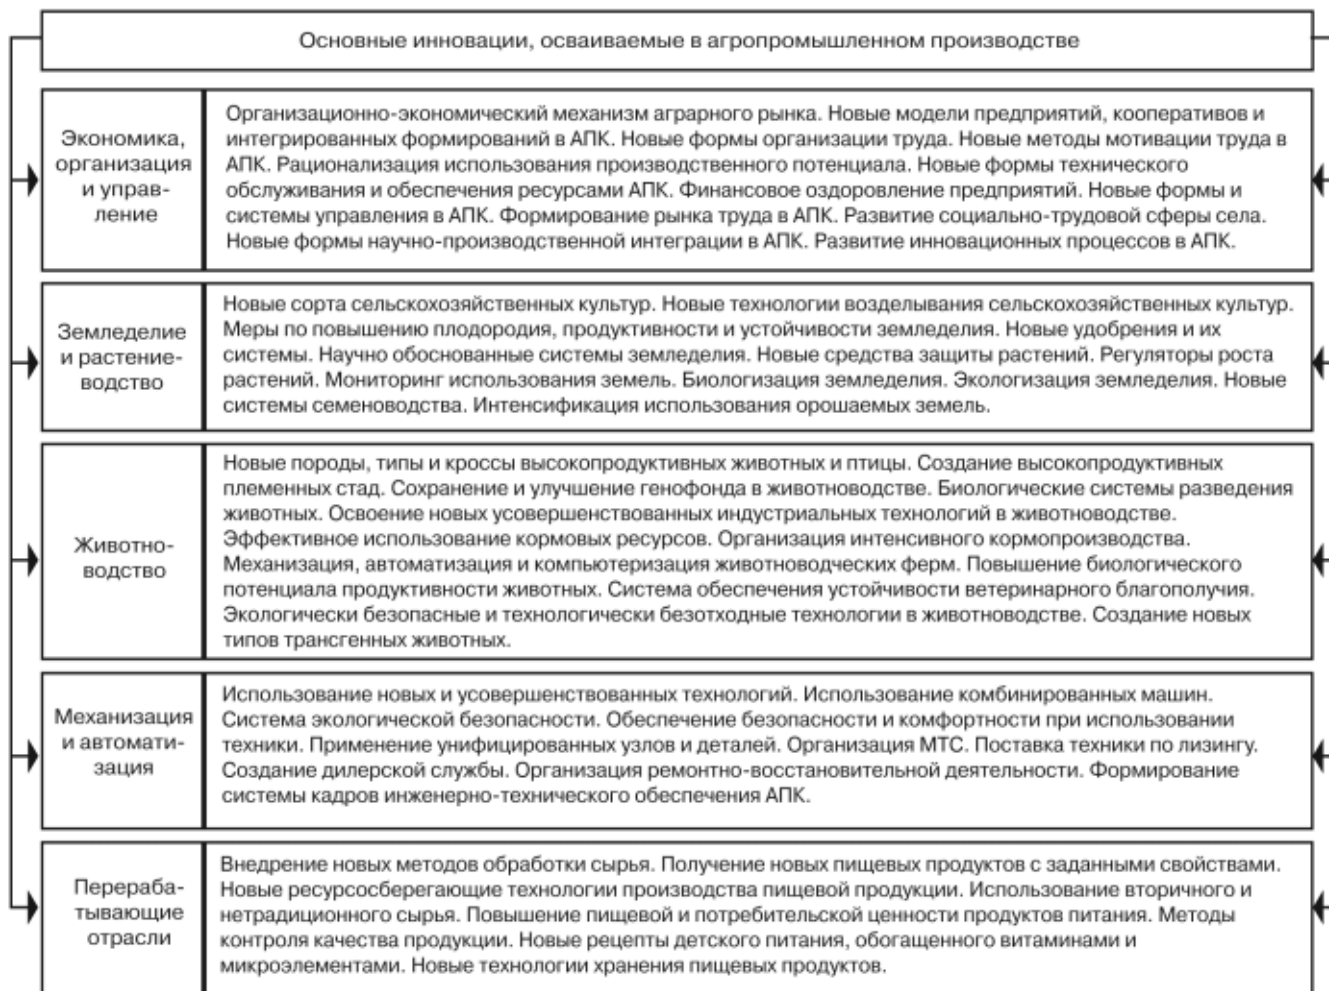 Основные инновации, осваиваемые в агропромышленном производстве
Экономика,
организация
и управ-
ление
Организационно-экономический механизм аграрного рынка. Новые модели предприятий, кооперативов и
интегрированных формирований в АПК. Новые формы организации труда. Новые методы мотивации труда в
АПК. Рационализация использования производственного потенциала. Новые формы технического
обслуживания и обеспечения ресурсами АПК. Финансовое оздоровление предприятий. Новые формы и
системы управления в АПК. Формирование рынка труда в АПК. Развитие социально-трудовой сферы села.
Новые формы научно-производственной интеграции в АПК. Развитие инновационных процессов в АПК.
Земледелие
и растение-
водство
Новые сорта сельскохозяйственных культур. Новые технологии возделывания сельскохозяйственных культур.
Меры по повышению плодородия, продуктивности и устойчивости земледелия. Новые удобрения и их
системы. Научно обоснованные системы земледелия. Новые средства защиты растений. Регуляторы роста
растений. Мониторинг использования земель. Биологизация земледелия. Экологизация земледелия. Новые
системы семеноводства. Интенсификация использования орошаемых земель.
Животно-
водство
Новые породы, типы и кроссы высокопродуктивных животных и птицы. Создание высокопродуктивных
племенных стад. Сохранение и улучшение генофонда в животноводстве. Биологические системы разведения
животных. Освоение новых усовершенствованных индустриальных технологий в животноводстве.
Эффективное использование кормовых ресурсов. Организация интенсивного кормопроизводства.
Механизация, автоматизация и компьютеризация животноводческих ферм. Повышение биологического
потенциала продуктивности животных. Система обеспечения устойчивости ветеринарного благополучия.
Экологически безопасные и технологически безотходные технологии в животноводстве. Создание новых
типов трансгенных животных.
Механизация
и автомати-
зация
Использование новых и усовершенствованных технологий. Использование комбинированных машин.
Система экологической безопасности. Обеспечение безопасности и комфортности при использовании
техники. Применение унифицированных узлов и деталей. Организация МТС. Поставка техники по лизингу.
Создание дилерской службы. Организация ремонтно-восстановительной деятельности. Формирование
системы кадров инженерно-технического обеспечения АПК.
Перераба-
тывающие
отрасли
Внедрение новых методов обработки сырья. Получение новых пищевых продуктов с заданными свойствами.
Новые ресурсосберегающие технологии производства пищевой продукции. Использование вторичного и
нетрадиционного сырья. Повышение пищевой и потребительской ценности продуктов питания. Методы
контроля качества продукции. Новые рецепты детского питания, обогащенного витаминами и
микроэлементами. Новые технологии хранения пищевых продуктов.